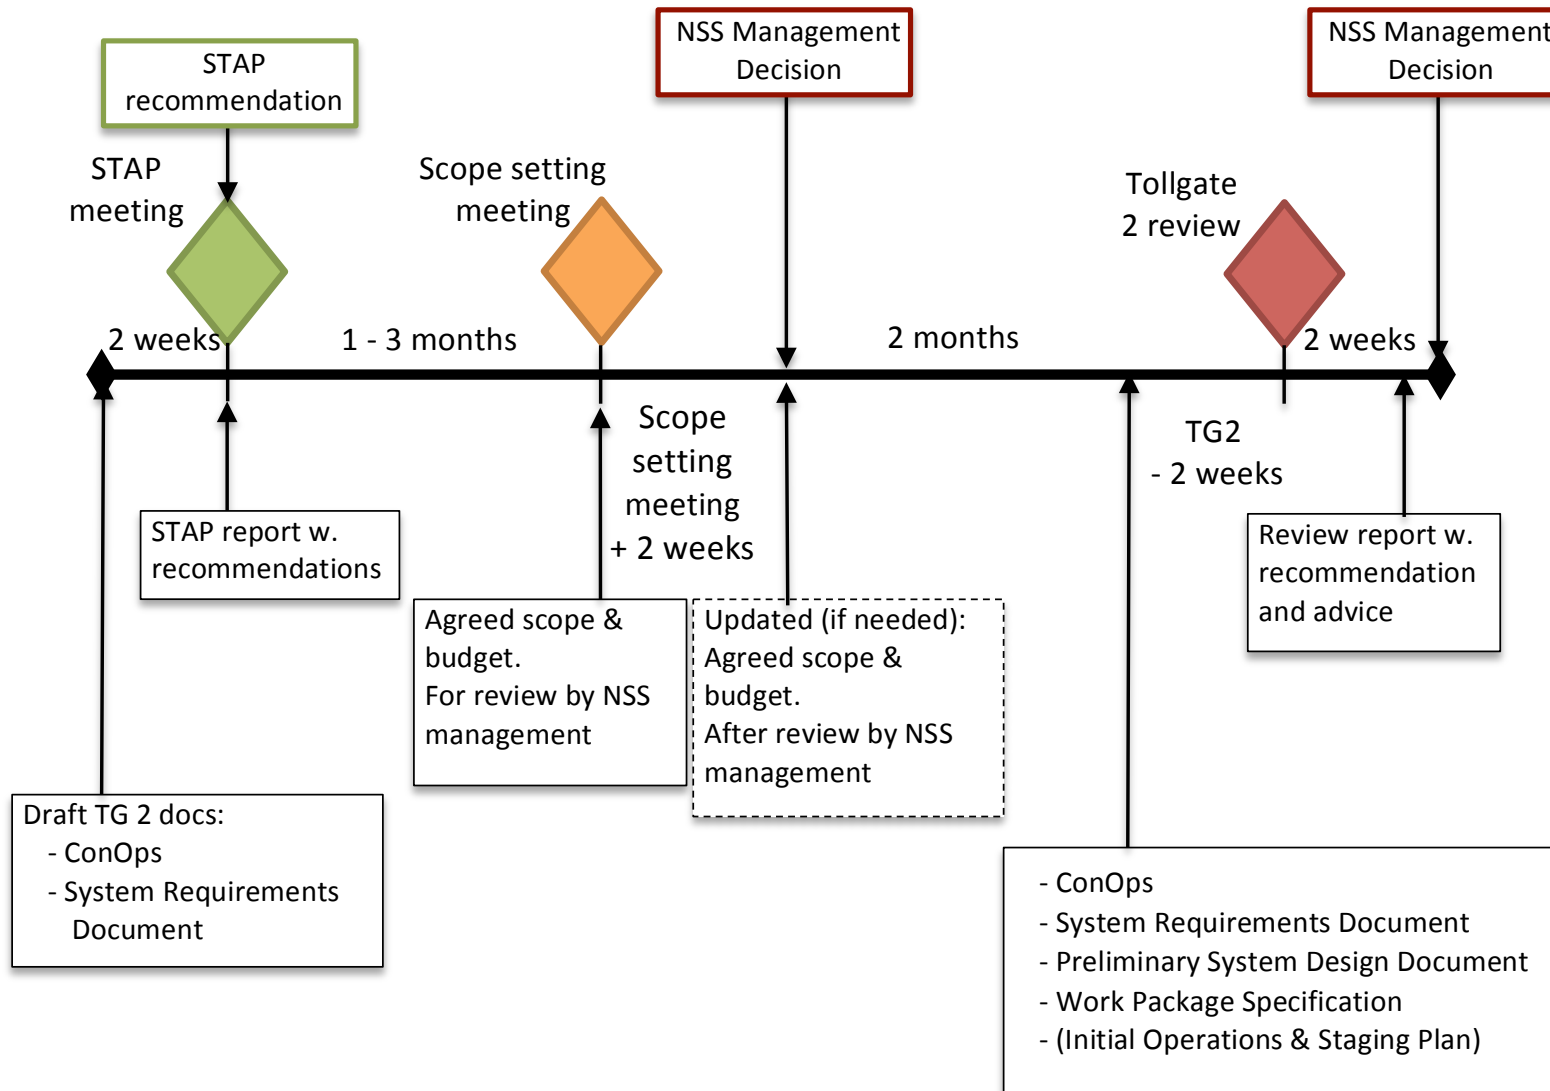 STAP
recommendation
NSS Management
Decision
NSS Management
Decision
STAP
meeting
Scope setting
meeting
Tollgate
2 review
2 weeks
1 - 3 months
2 months
2 weeks
Scope
setting
meeting
+ 2 weeks
TG2
- 2 weeks
STAP report w.
recommendations
Review report w.
recommendation
and advice
Agreed scope &
budget.
For review by NSS
management
Updated (if needed):
Agreed scope &
budget.
After review by NSS
management
Draft TG 2 docs:
- ConOps
- System Requirements
Document
- ConOps
- System Requirements Document
- Preliminary System Design Document
- Work Package Specification
- (Initial Operations & Staging Plan)